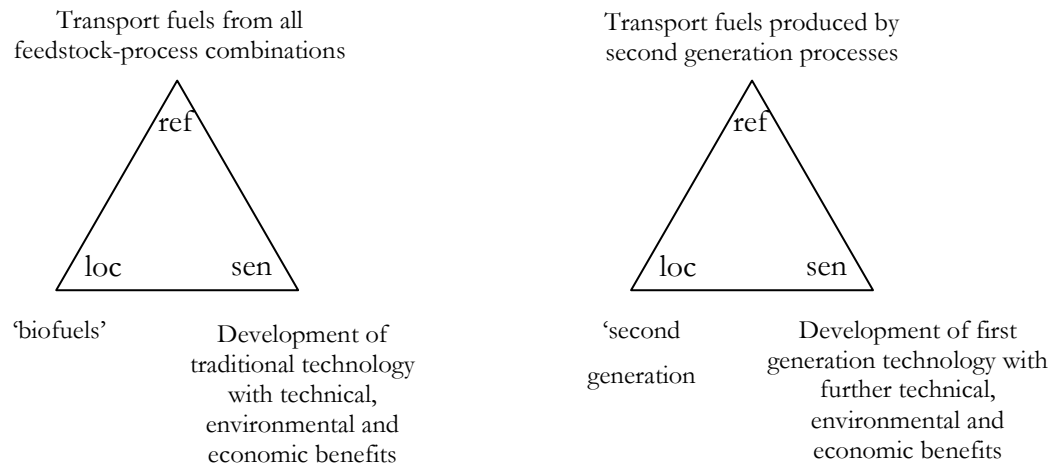 Transport fuels from all
feedstock-process combinations
ref
loc
sen
‘biofuels’
Development of
traditional technology
with technical,
environmental and
economic benefits
Transport fuels produced by
second generation processes
ref
loc
sen
‘second
generation
Development of first
generation technology with
further technical,
environmental and
economic benefits